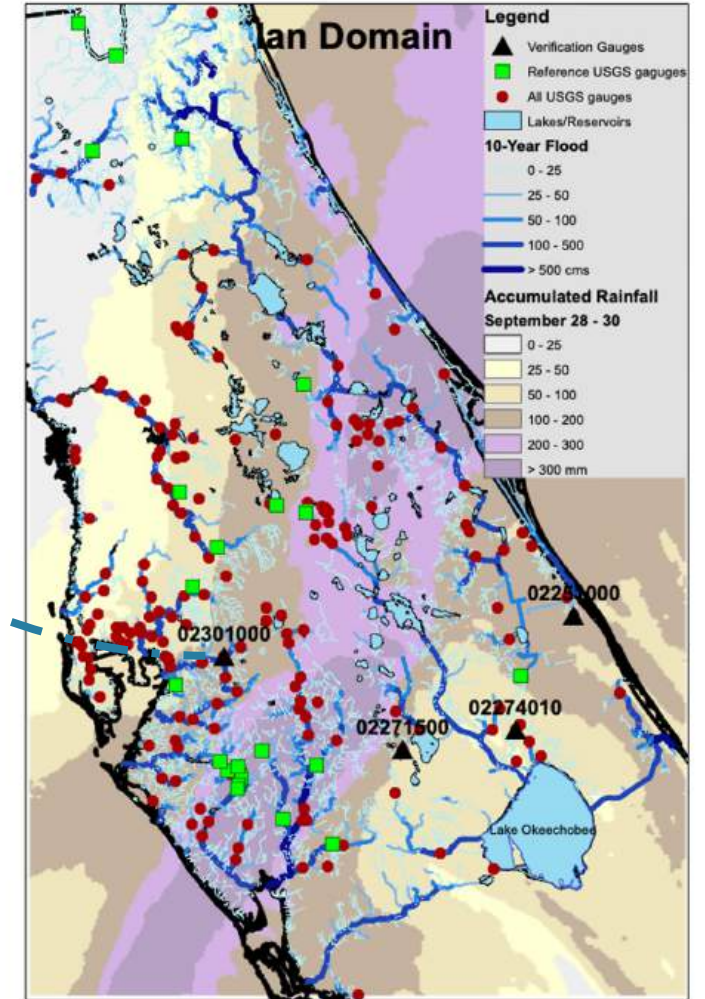 Ian Domain
Legend
Verification Gauges
Reference USGS gaguges
All USGS gauges
Lakes/Reservoirs
10-Year Flood
0 - 25
25 - 50
50 - 100
100 - 500
> 500 cms
Accumulated Rainfall
September 28 - 30
0 - 25
25 - 50
50 - 100
100 - 200
200 - 300
> 300 mm
02251000
02301000
02274010
02271500
Lake Okeechobee